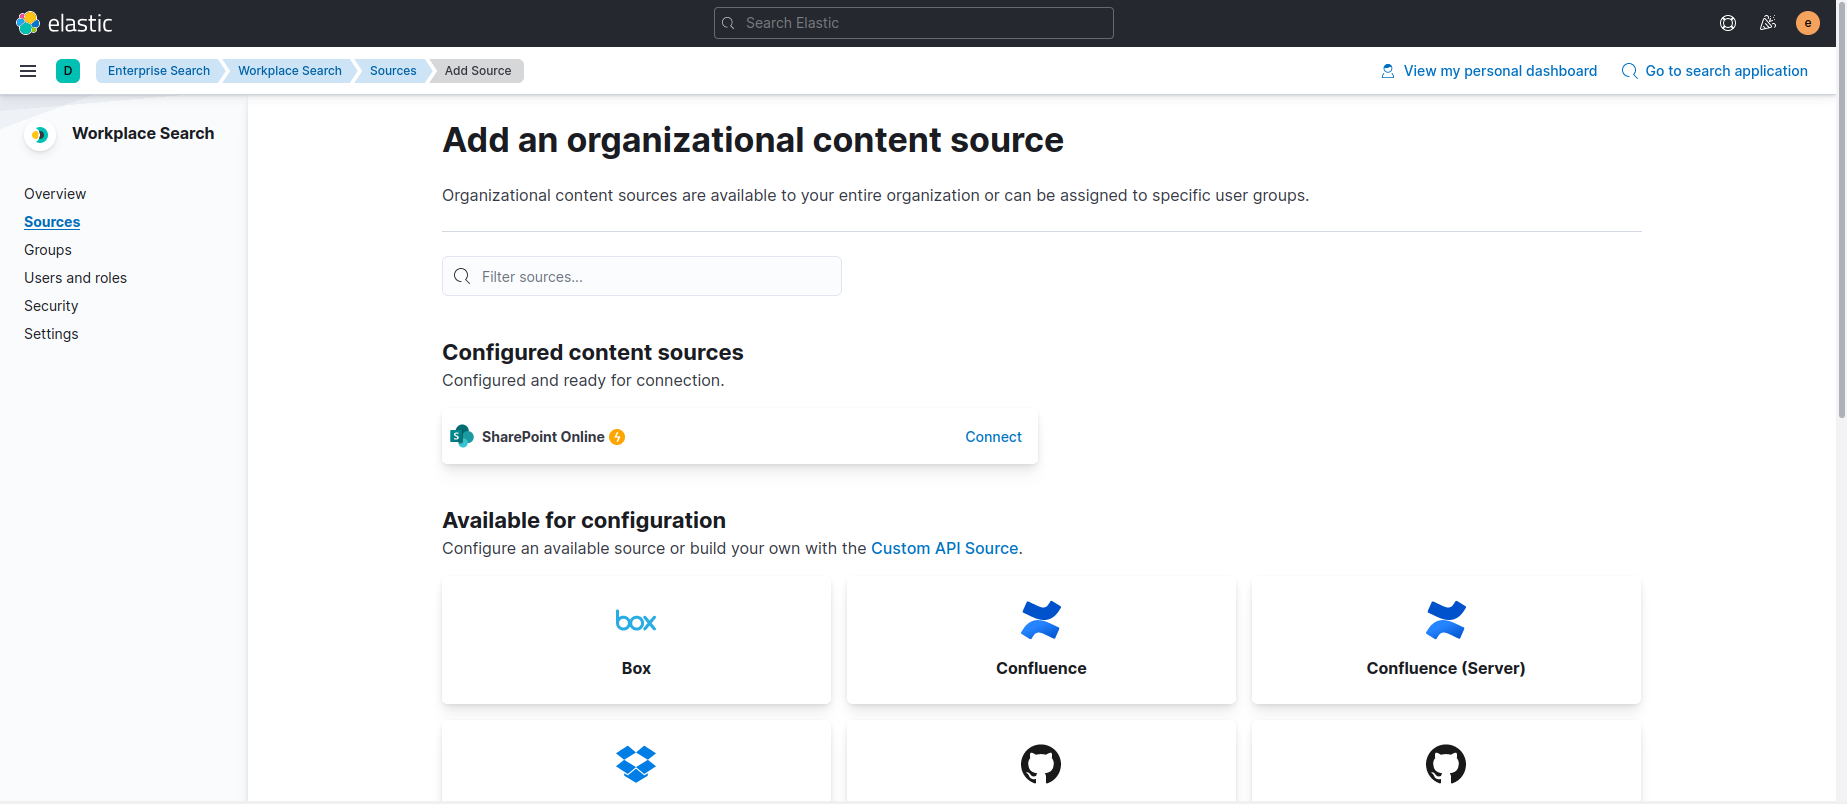 elastic
Search Elastic
e
D
Enterprise Search
Workplace Search
Sources
Add Source
View my personal dashboard
Go to search application
Workplace Search
Overview
Sources
Groups
Users and roles
Security
Settings
Add an organizational content source
Organizational content sources are available to your entire organization or can be assigned to specific user groups.
Filter sources...
Configured content sources
Configured and ready for connection.
S
SharePoint Online
Connect
Available for configuration
Configure an available source or build your own with the Custom API Source.
box
Box
Confluence
Confluence (Server)